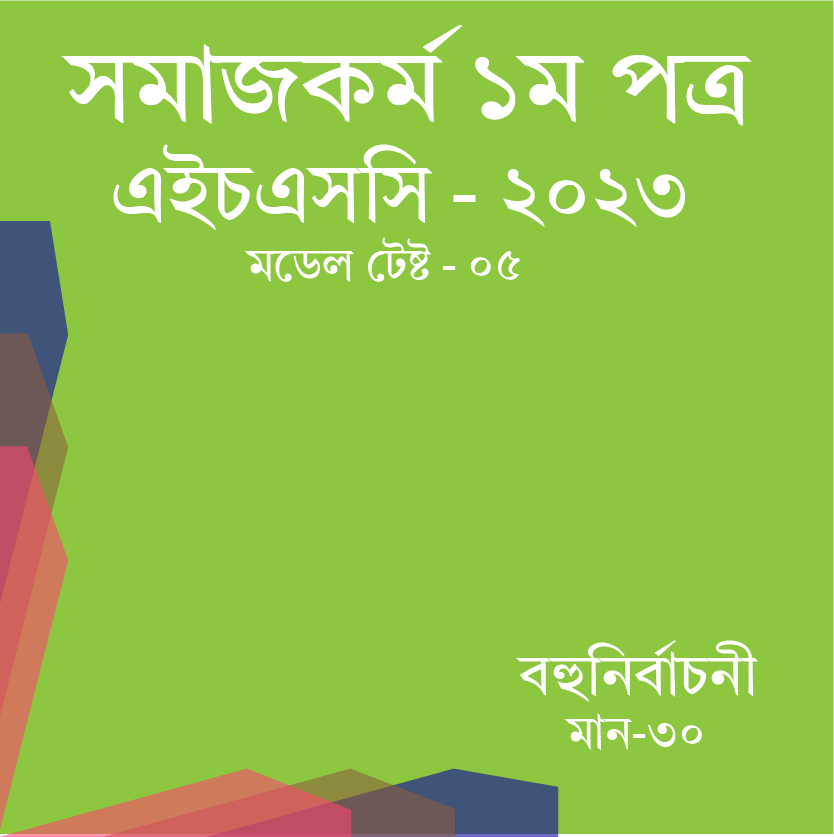 সমাজকর্ম ১ম পত্র
এইচএসসি - ২০২৩
মডেল টেষ্ট - ০৫
বহুনির্বাচনী
মান-৩০